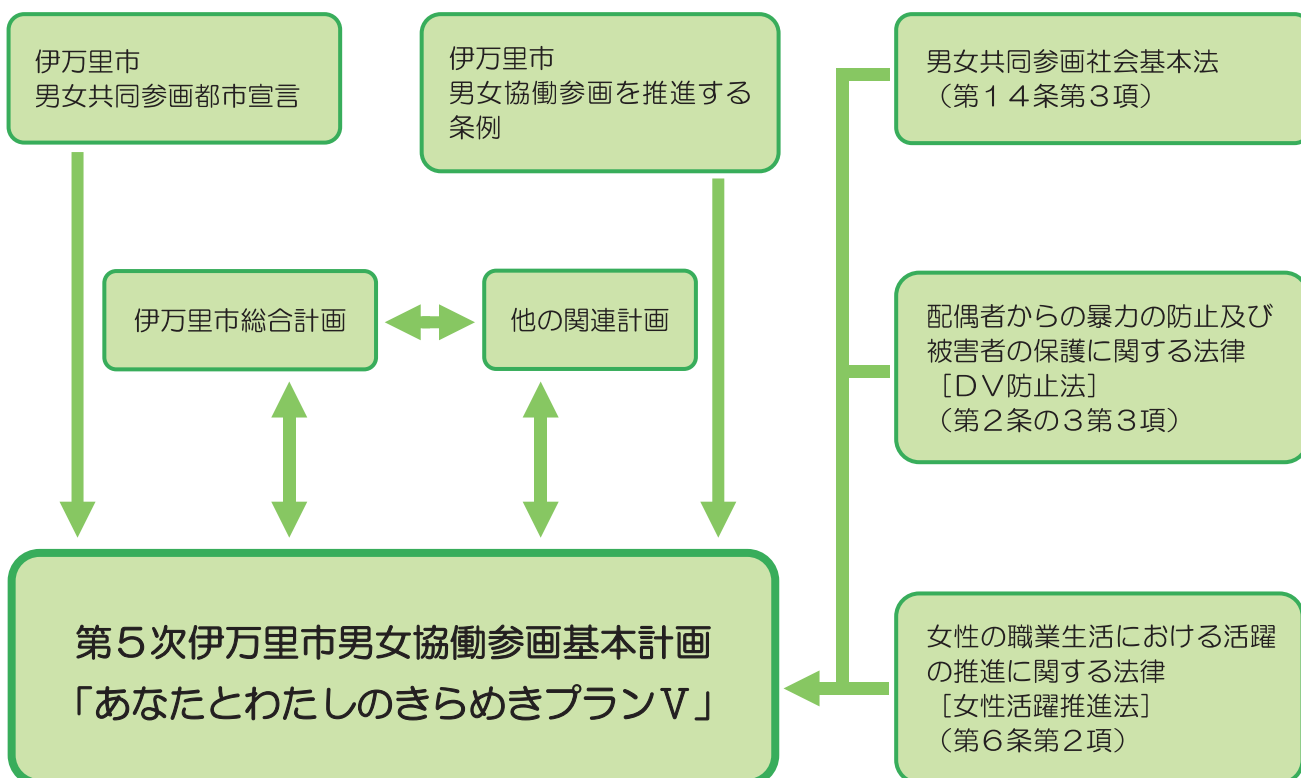 伊万里市
男女共同参画都市宣言
伊万里市
男女協働参画を推進する
条例
男女共同参画社会基本法
（第１４条第３項）
伊万里市総合計画
他の関連計画
配偶者からの暴力の防止及び
被害者の保護に関する法律
［ＤＶ防止法］
（第２条の３第３項）
第５次伊万里市男女協働参画基本計画
「あなたとわたしのきらめきプランⅤ」
女性の職業生活における活躍
の推進に関する法律
［女性活躍推進法］
（第６条第２項）